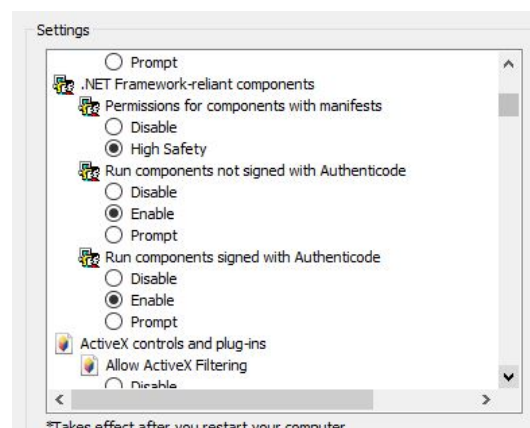 Settings
Prompt
.NET Framework-reliant components
Permissions for components with manifests
Disable
High Safety
Run components not signed with Authenticode
Disable
Enable
Prompt
Run components signed with Authenticode
Disable
Enable
Prompt
ActiveX controls and plug-ins
Allow ActiveX Filtering
Disable
*Takes effect after you restart your computer